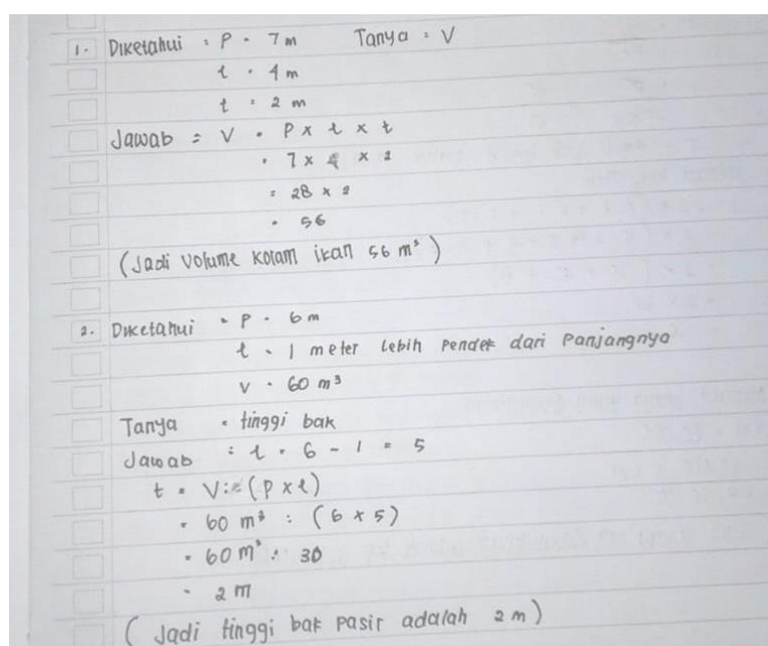 1. Diketahui : P = 7 m Tanya : V
l = 4 m
t = 2 m
Jawab = V = P x l x t
= 7 x 4 x 2
= 28 x 2
= 56
(Jadi volume kolam ikan 56 m³)
2. Diketahui = P = 6 m
l = 1 meter lebih pendek dari panjangnya
V = 60 m³
Tanya = tinggi bak
Jawab : l = 6 - 1 = 5
t = V : (P x l)
= 60 m³ : (6 x 5)
= 60 m³ : 30
= 2 m
(Jadi tinggi bak pasir adalah 2 m)